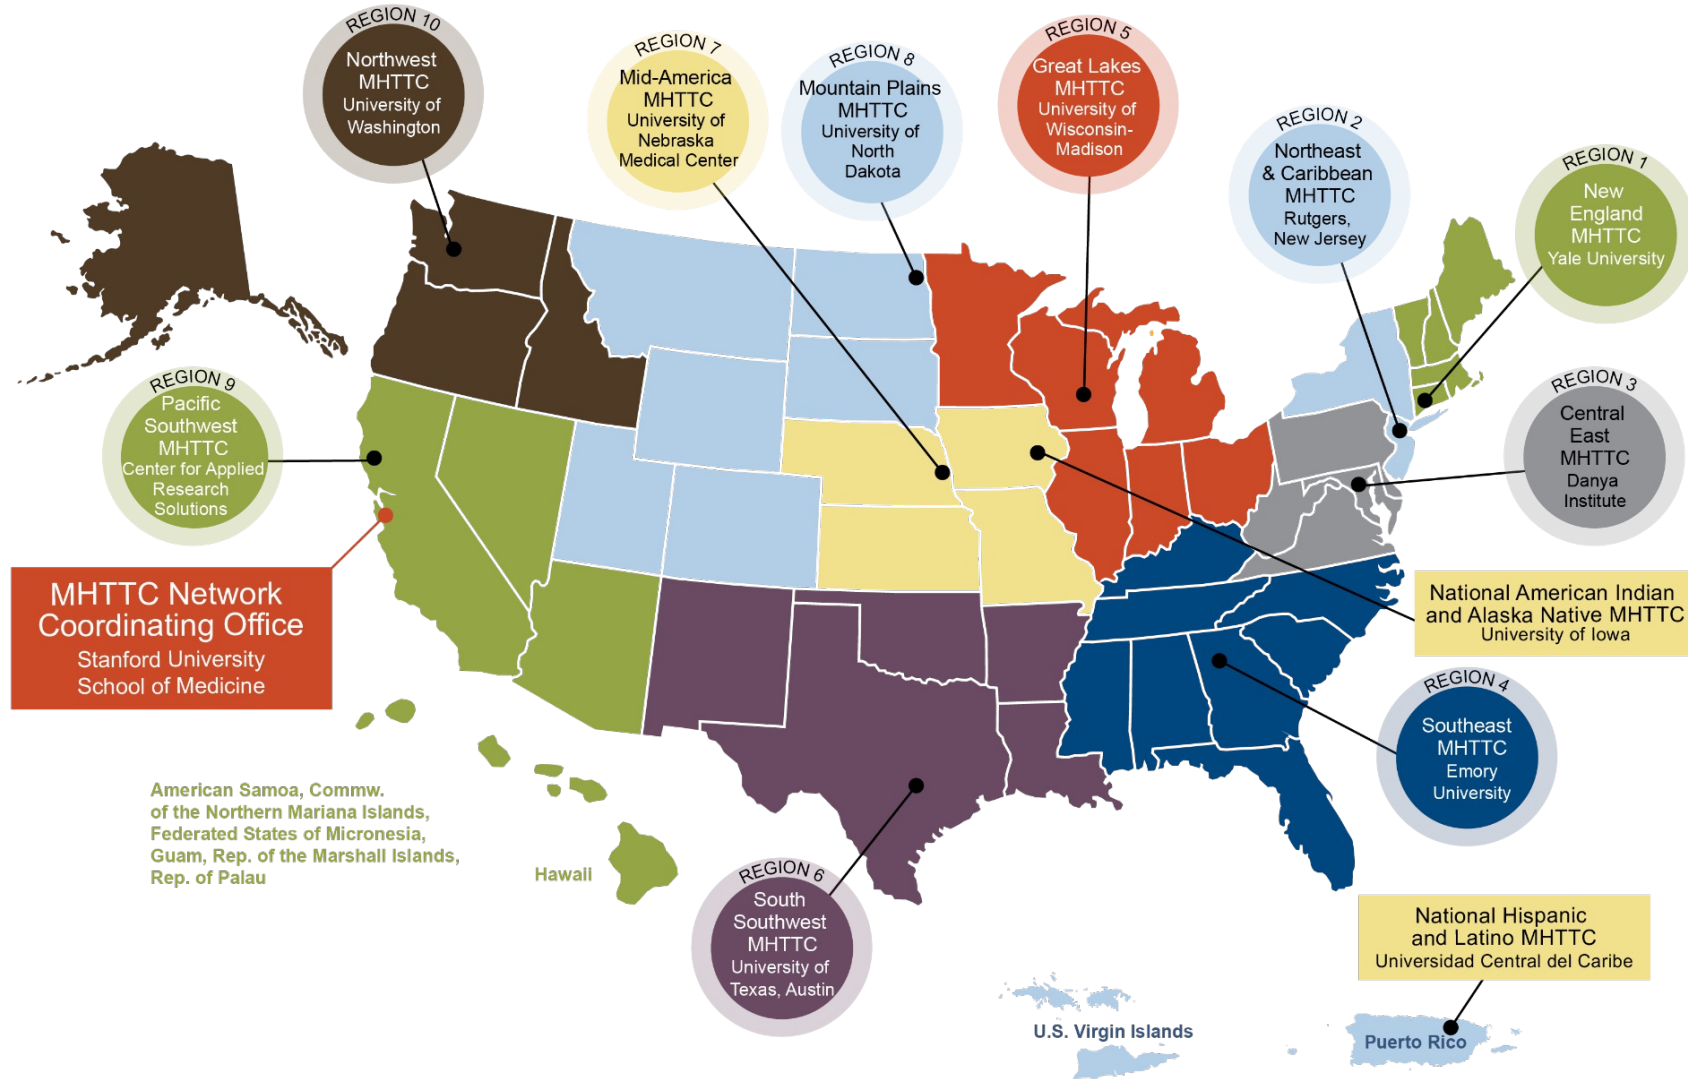 REGION 10
Northwest
MHTTC
University of
Washington
REGION 7
Mid-America
MHTTC
University of
Nebraska
Medical Center
REGION 8
Mountain Plains
MHTTC
University of
North
Dakota
REGION 5
Great Lakes
MHTTC
University of
Wisconsin-
Madison
REGION 2
Northeast
& Caribbean
MHTTC
Rutgers,
New Jersey
REGION 1
New
England
MHTTC
Yale University
REGION 9
Pacific
Southwest
MHTTC
Center for Applied
Research
Solutions
REGION 3
Central
East
MHTTC
Danya
Institute
MHTTC Network
Coordinating Office
Stanford University
School of Medicine
National American Indian
and Alaska Native MHTTC
University of Iowa
REGION 4
Southeast
MHTTC
Emory
University
American Samoa, Commw.
of the Northern Mariana Islands,
Federated States of Micronesia,
Guam, Rep. of the Marshall Islands,
Rep. of Palau
Hawaii
REGION 6
South
Southwest
MHTTC
University of
Texas, Austin
National Hispanic
and Latino MHTTC
Universidad Central del Caribe
U.S. Virgin Islands
Puerto Rico